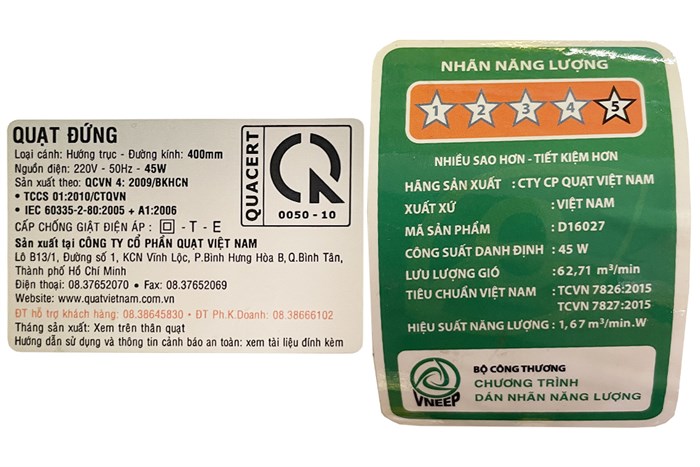 QUẠT ĐỨNG
Loại cánh: Hướng trục - Đường kính: 400mm
Nguồn điện: 220V - 50Hz - 45W
Sản xuất theo: QCVN 4: 2009/BKHCN
• TCCS 01:2010/CTQVN
• IEC 60335-2-80:2005 + A1:2006
CẤP CHỐNG GIẬT ĐIỆN ÁP: - T - E
Sản xuất tại CÔNG TY CỔ PHẦN QUẠT VIỆT NAM
Lô B13/1, Đường số 1, KCN Vĩnh Lộc, P.Bình Hưng Hòa B,Q.Bình Tân,
Thành phố Hồ Chí Minh
Điện thoại: 08.37652070 • Fax: 08.37652069
Website: www.quatvietnam.com.vn
ĐT hỗ trợ khách hàng: 08.38645830 • ĐT Ph.K.Doanh: 08.38666102
Tháng sản xuất: Xem trên thân quạt
Hướng dẫn sử dụng và thông tin cảnh báo an toàn: xem tài liệu đính kèm
QUACERT
0050 - 10
NHÃN NĂNG LƯỢNG
1 2 3 4 5
NHIỀU SAO HƠN - TIẾT KIỆM HƠN
HÃNG SẢN XUẤT : CTY CP QUẠT VIỆT NAM
XUẤT XỨ : VIỆT NAM
MÃ SẢN PHẨM : D16027
CÔNG SUẤT DANH ĐỊNH : 45 W
LƯU LƯỢNG GIÓ : 62,71 m³/min
TIÊU CHUẨN VIỆT NAM : TCVN 7826:2015
TCVN 7827:2015
HIỆU SUẤT NĂNG LƯỢNG : 1,67 m³/min.W
VNEEP
BỘ CÔNG THƯƠNG
CHƯƠNG TRÌNH
DÁN NHÃN NĂNG LƯỢNG